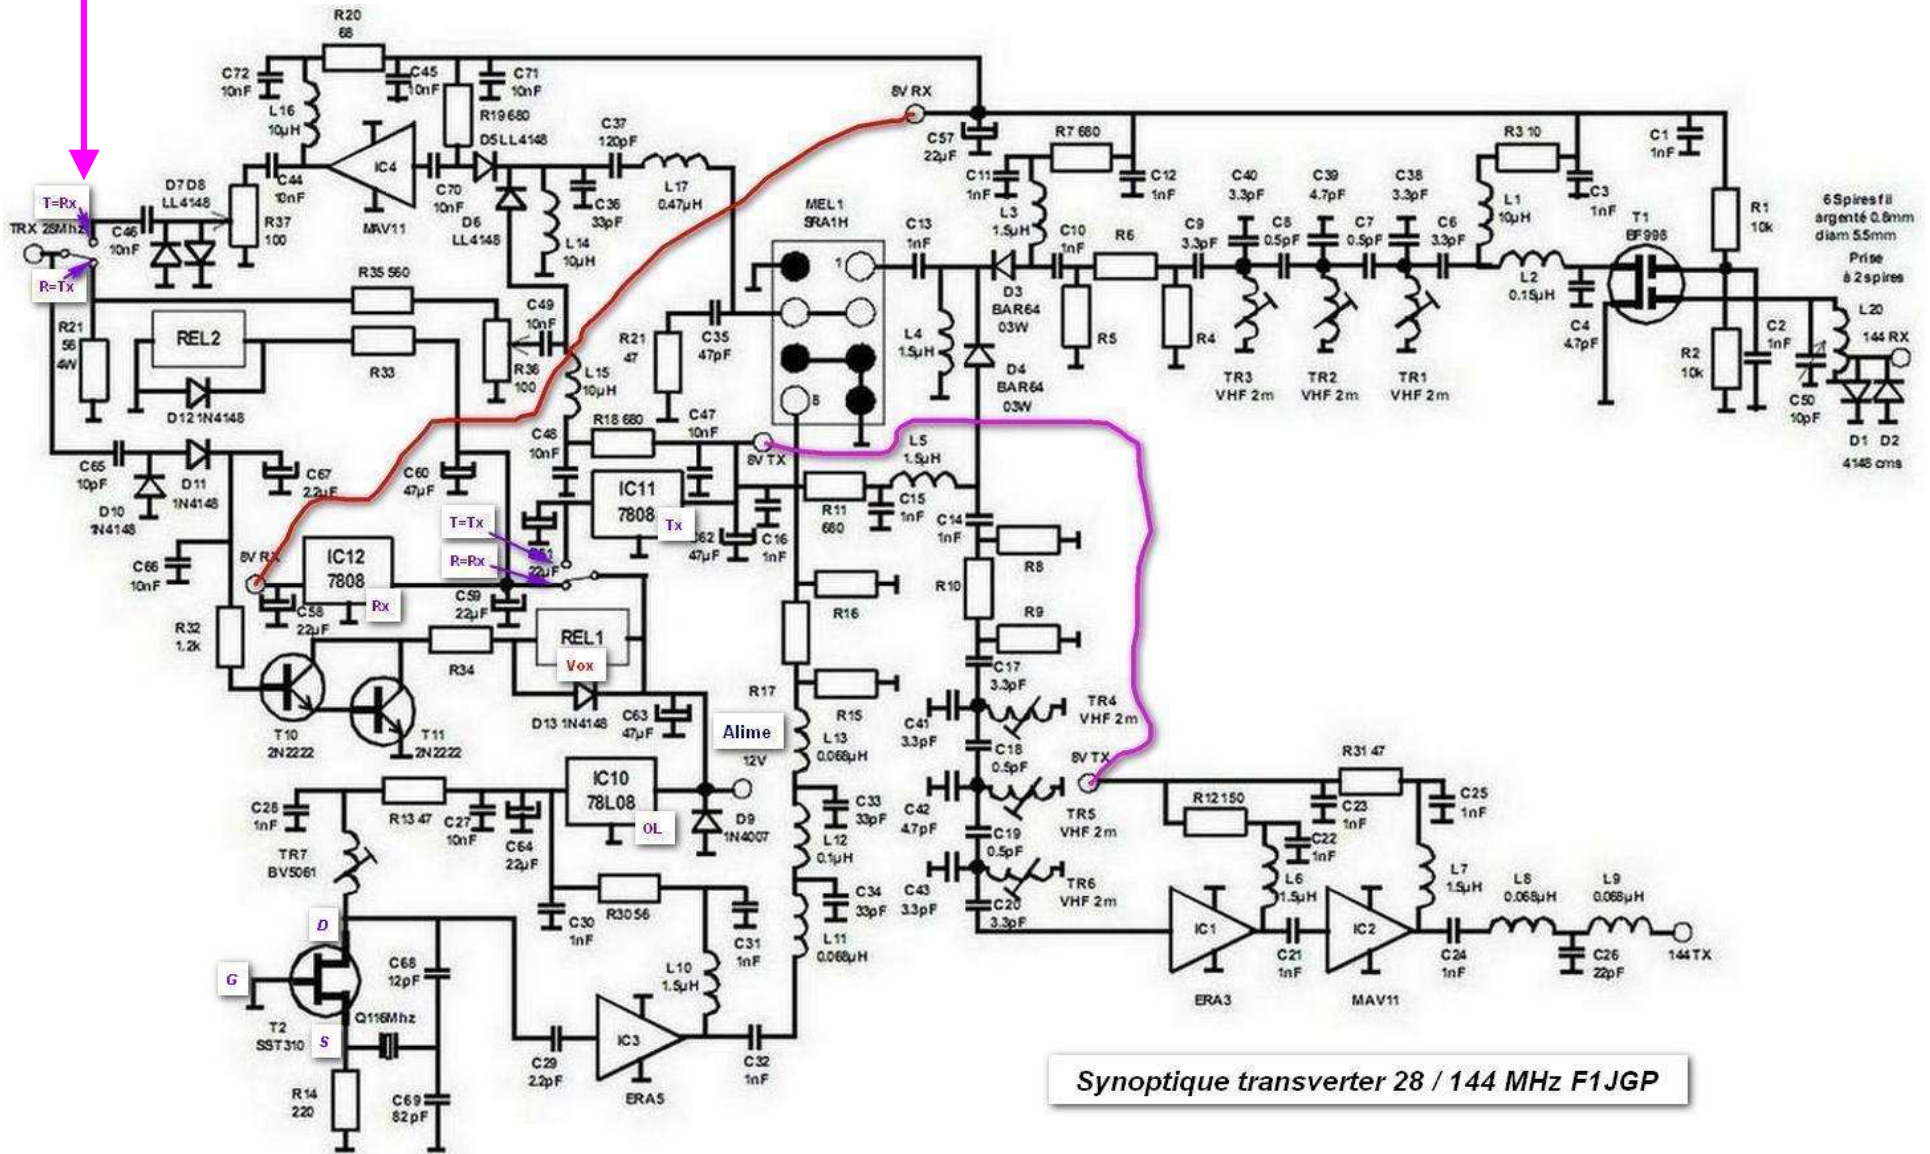 R20
68
C72
10nF
C45
10nF
C71
10nF
L16
10µH
R19 680
D5 LL4148
C37
120pF
8V RX
C57
22µF
R7 680
R3 10
C1
1nF
IC4
MAV11
C44
10nF
C70
10nF
D6
LL4148
C36
33pF
L17
0.47µH
L14
10µH
C11
1nF
C12
1nF
C40
3.3pF
C39
4.7pF
C38
3.3pF
C3
1nF
L1
10µH
T1
BF998
R1
10k
6 Spires fil
argenté 0.8mm
diam 5.5mm
Prise
à 2 spires
T=Rx
D7 D8
LL4148
TRX 28Mhz
C46
10nF
R37
100
R=Tx
MEL1
SRA1H
1
8
C13
1nF
L3
1.5µH
C10
1nF
R6
C9
3.3pF
C8
0.5pF
C7
0.5pF
C6
3.3pF
L2
0.15µH
C4
4.7pF
R35 560
C49
10nF
R21
56
4W
REL2
R33
R36
100
D12 1N4148
L15
10µH
R21
47
C35
47pF
L4
1.5µH
D3
BAR64
03W
R5
R4
D4
BAR64
03W
TR3
VHF 2m
TR2
VHF 2m
TR1
VHF 2m
R2
10k
C2
1nF
L20
144 RX
C50
10pF
D1
D2
4148 cms
C65
10pF
D11
1N4148
D10
1N4148
C67
2.2µF
C60
47µF
C48
10nF
R18 680
C47
10nF
8V TX
L5
1.5µH
IC11
7808
Tx
C62
47µF
C16
1nF
R11
680
C15
1nF
C14
1nF
T=Tx
R=Rx
22µF
C66
10nF
8V RX
IC12
7808
Rx
C58
22µF
C59
22µF
R16
R10
R8
R9
R32
1.2k
R34
REL1
Vox
D13 1N4148
C63
47µF
T10
2N2222
T11
2N2222
R17
R15
C17
3.3pF
Alime
12V
L13
0.068µH
C41
3.3pF
TR4
VHF 2m
C18
0.5pF
8V TX
R31 47
IC10
78L08
OL
D9
1N4007
C28
1nF
R13 47
C27
10nF
C64
22µF
C33
33pF
L12
0.1µH
C42
4.7pF
TR5
VHF 2m
C19
0.5pF
R12 150
C23
1nF
C25
1nF
C22
1nF
TR7
BV5061
R30 56
C30
1nF
C31
1nF
C34
33pF
L11
0.068µH
C43
3.3pF
TR6
VHF 2m
C20
3.3pF
L6
1.5µH
L7
1.5µH
L8
0.068µH
L9
0.068µH
IC1
ERA3
C21
1nF
IC2
MAV11
C24
1nF
C26
22pF
144TX
D
G
S
T2
SST310
C68
12pF
Q116Mhz
L10
1.5µH
R14
220
C69
82pF
C29
2.2pF
IC3
ERA5
C32
1nF
Synoptique transverter 28 / 144 MHz F1JGP